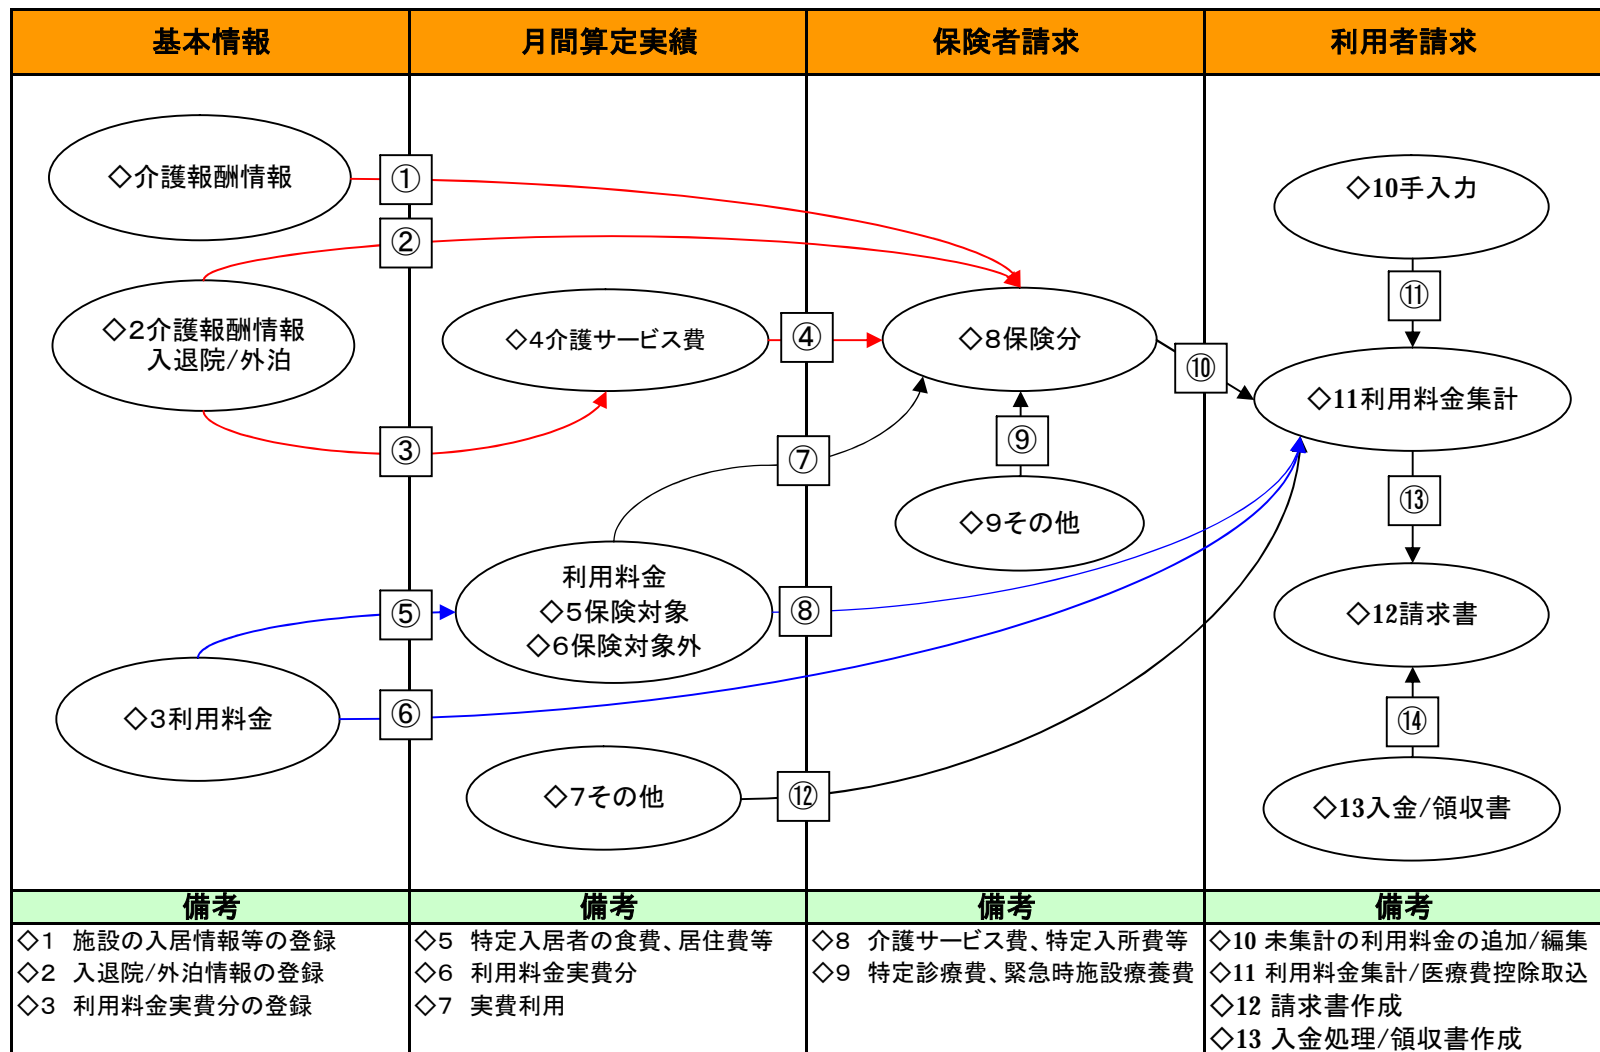 基本情報
月間算定実績
保険者請求
利用者請求
◇介護報酬情報
①
②
◇2介護報酬情報
入退院/外泊
③
◇4介護サービス費
④
◇8保険分
⑩
◇10手入力
⑪
◇11利用料金集計
⑦
⑨
◇9その他
⑬
利用料金
◇5保険対象
◇6保険対象外
⑤
⑧
◇12請求書
◇3利用料金
⑥
⑭
◇7その他
⑫
◇13入金/領収書
備考
備考
備考
備考
◇1 施設の入居情報等の登録
◇2 入退院/外泊情報の登録
◇3 利用料金実費分の登録
◇5 特定入居者の食費、居住費等
◇6 利用料金実費分
◇7 実費利用
◇8 介護サービス費、特定入所費等
◇9 特定診療費、緊急時施設療養費
◇10 未集計の利用料金の追加/編集
◇11 利用料金集計/医療費控除取込
◇12 請求書作成
◇13 入金処理/領収書作成